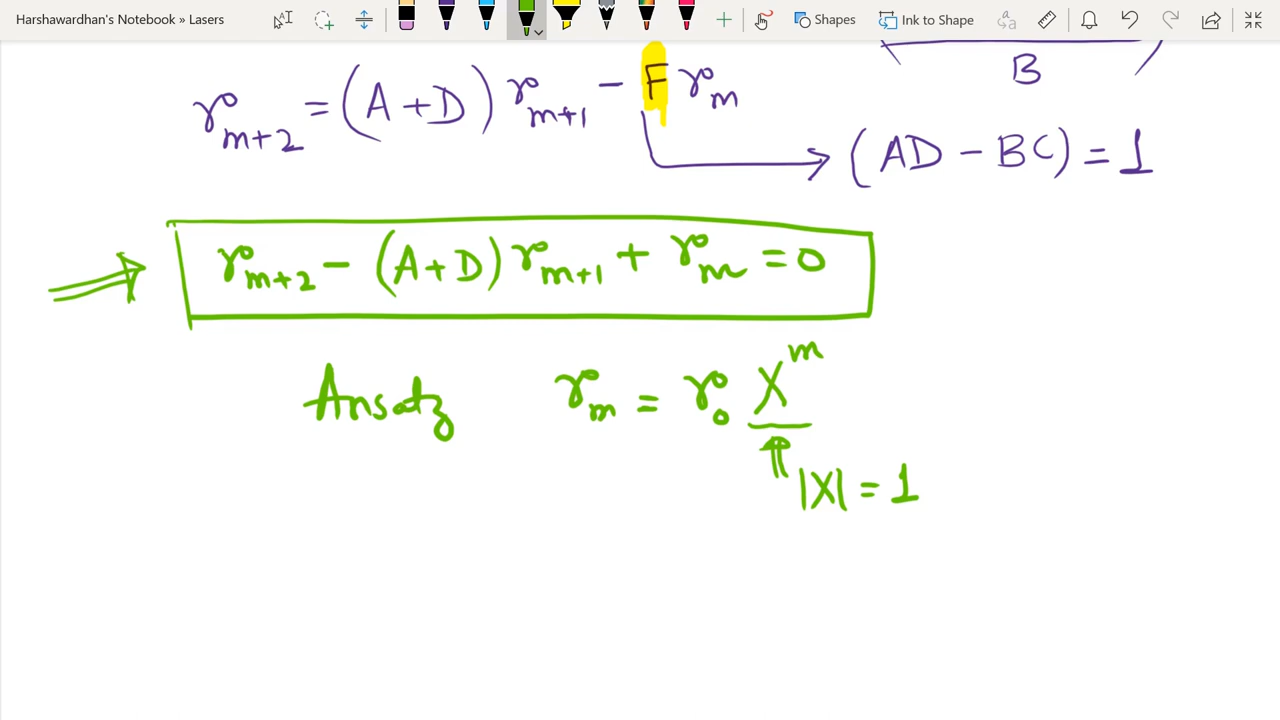 Harshawardhan's Notebook » Lasers
Shapes
Ink to Shape
B
r_{m+2} = (A+D) r_{m+1} - F r_m
(AD - BC) = 1
⇒ r_{m+2} - (A+D) r_{m+1} + r_m = 0
Ansatz r_m = r_0 X^m
|X| = 1